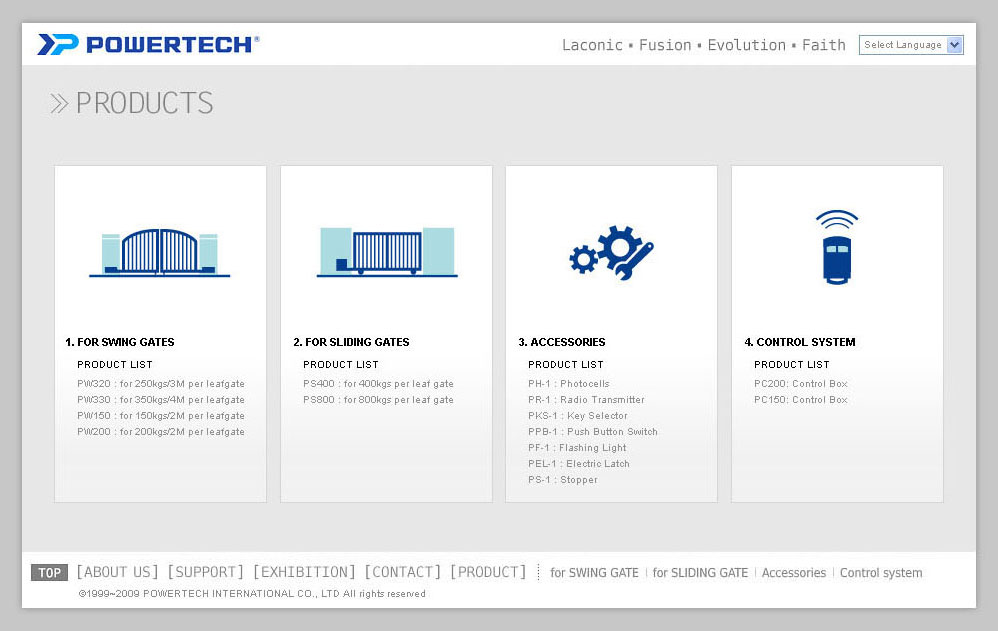 POWERTECH®
Laconic • Fusion • Evolution • Faith
Select Language
PRODUCTS
1. FOR SWING GATES
PRODUCT LIST
PW320 : for 250kgs/3M per leafgate
PW330 : for 350kgs/4M per leafgate
PW150 : for 150kgs/2M per leafgate
PW200 : for 200kgs/2M per leafgate
2. FOR SLIDING GATES
PRODUCT LIST
PS400 : for 400kgs per leaf gate
PS800 : for 800kgs per leaf gate
3. ACCESSORIES
PRODUCT LIST
PH-1 : Photocells
PR-1 : Radio Transmitter
PKS-1 : Key Selector
PPB-1 : Push Button Switch
PF-1 : Flashing Light
PEL-1 : Electric Latch
PS-1 : Stopper
4. CONTROL SYSTEM
PRODUCT LIST
PC200: Control Box
PC150: Control Box
TOP [ABOUT US] [SUPPORT] [EXHIBITION] [CONTACT] [PRODUCT] for SWING GATE | for SLIDING GATE | Accessories | Control system
©1999~2009 POWERTECH INTERNATIONAL CO., LTD All rights reserved